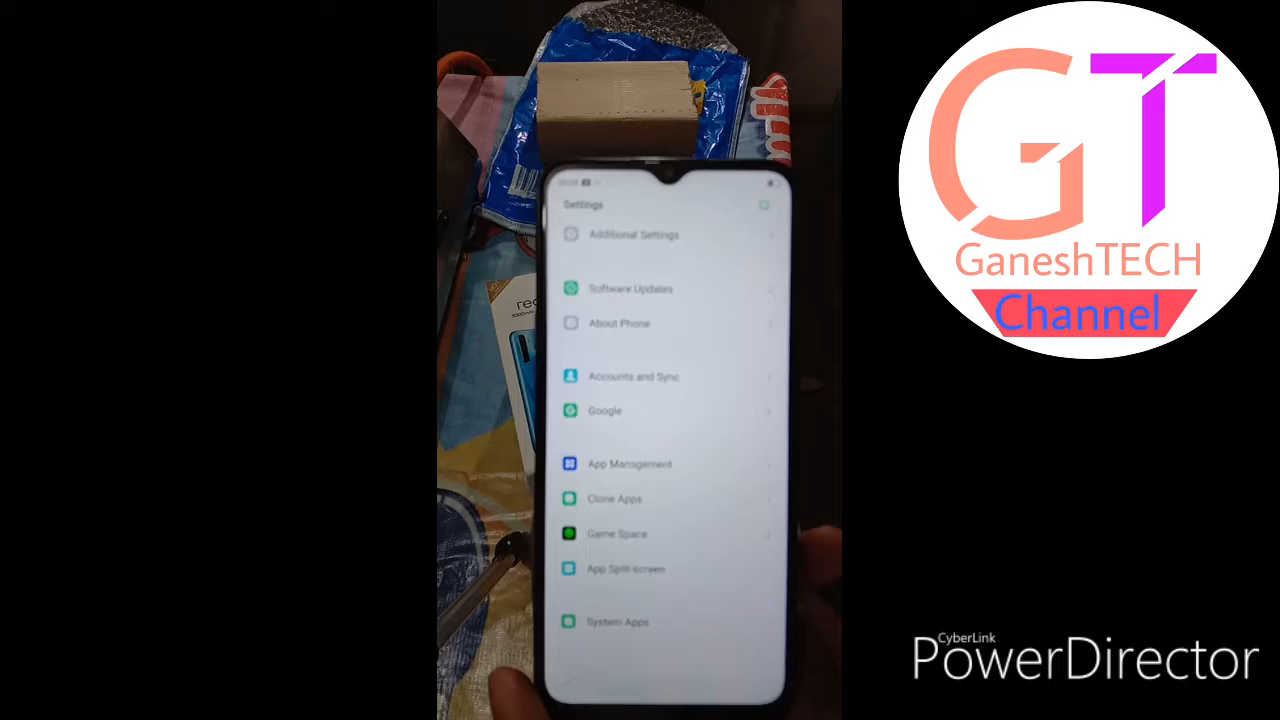 Settings
Additional Settings
Software Updates
About Phone
Accounts and Sync
Google
App Management
Clone Apps
Game Space
App Split-screen
System Apps
GT
GaneshTECH
Channel
CyberLink
PowerDirector